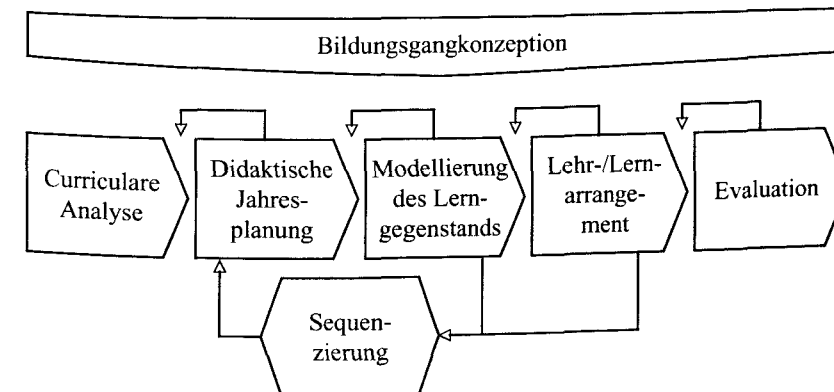 Bildungsgangkonzeption
Curriculare
Analyse
Didaktische
Jahres-
planung
Modellierung
des Lern-
gegenstands
Lehr-/Lern-
arrange-
ment
Evaluation
Sequen-
zierung